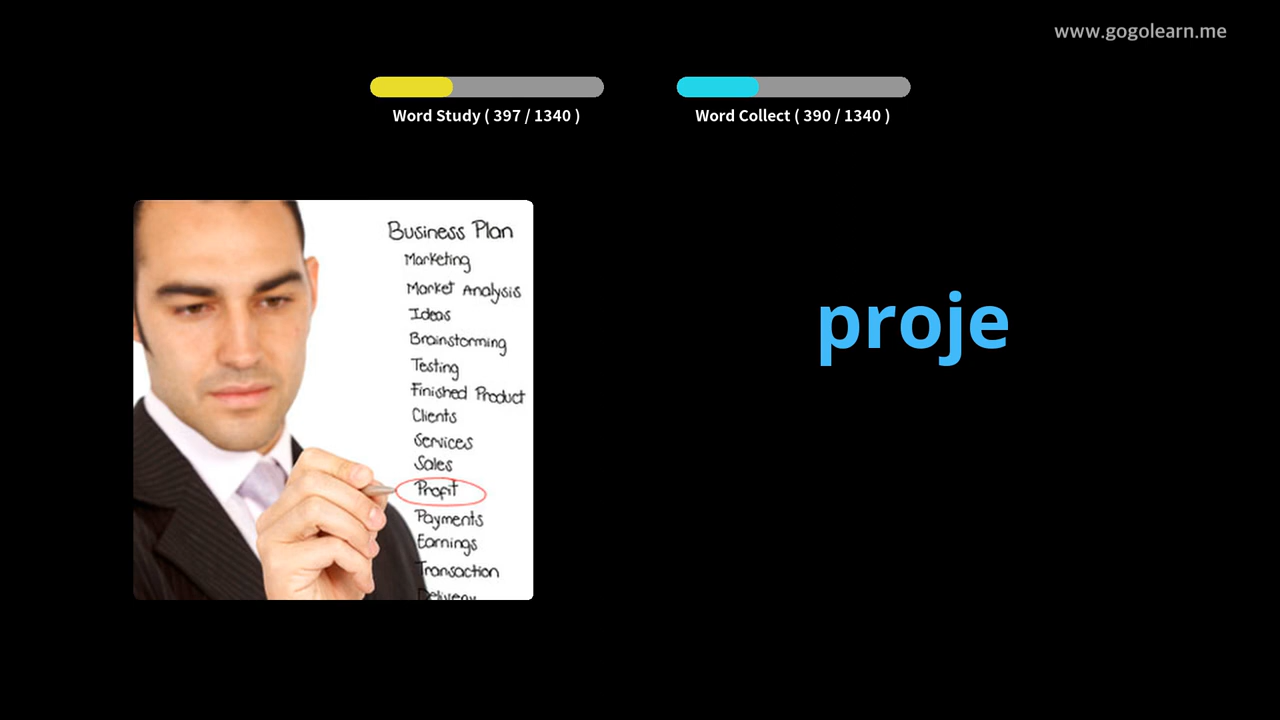 www.gogolearn.me
Word Study ( 397 / 1340 )
Word Collect ( 390 / 1340 )
Business Plan
Marketing
Market Analysis
Ideas
Brainstorming
Testing
Finished Product
Clients
Services
Sales
Profit
Payments
Earnings
Transaction
Delivery
proje